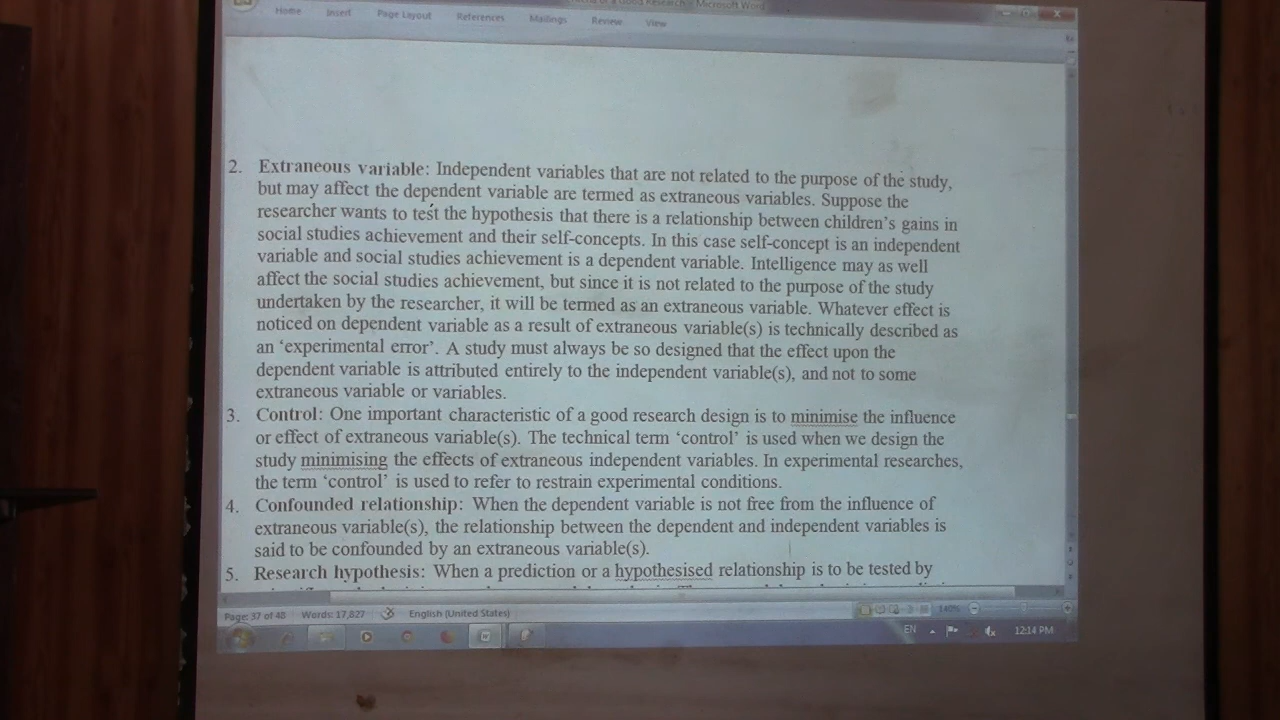 of a Good Research - Microsoft Word
Home Insert Page Layout References Mailings Review View
2. Extraneous variable: Independent variables that are not related to the purpose of the study,
but may affect the dependent variable are termed as extraneous variables. Suppose the
researcher wants to test the hypothesis that there is a relationship between children's gains in
social studies achievement and their self-concepts. In this case self-concept is an independent
variable and social studies achievement is a dependent variable. Intelligence may as well
affect the social studies achievement, but since it is not related to the purpose of the study
undertaken by the researcher, it will be termed as an extraneous variable. Whatever effect is
noticed on dependent variable as a result of extraneous variable(s) is technically described as
an ‘experimental error’. A study must always be so designed that the effect upon the
dependent variable is attributed entirely to the independent variable(s), and not to some
extraneous variable or variables.
3. Control: One important characteristic of a good research design is to minimise the influence
or effect of extraneous variable(s). The technical term ‘control’ is used when we design the
study minimising the effects of extraneous independent variables. In experimental researches,
the term ‘control’ is used to refer to restrain experimental conditions.
4. Confounded relationship: When the dependent variable is not free from the influence of
extraneous variable(s), the relationship between the dependent and independent variables is
said to be confounded by an extraneous variable(s).
5. Research hypothesis: When a prediction or a hypothesised relationship is to be tested by
Page: 37 of 48 Words: 17,827 English (United States) 140%
EN 12:14 PM